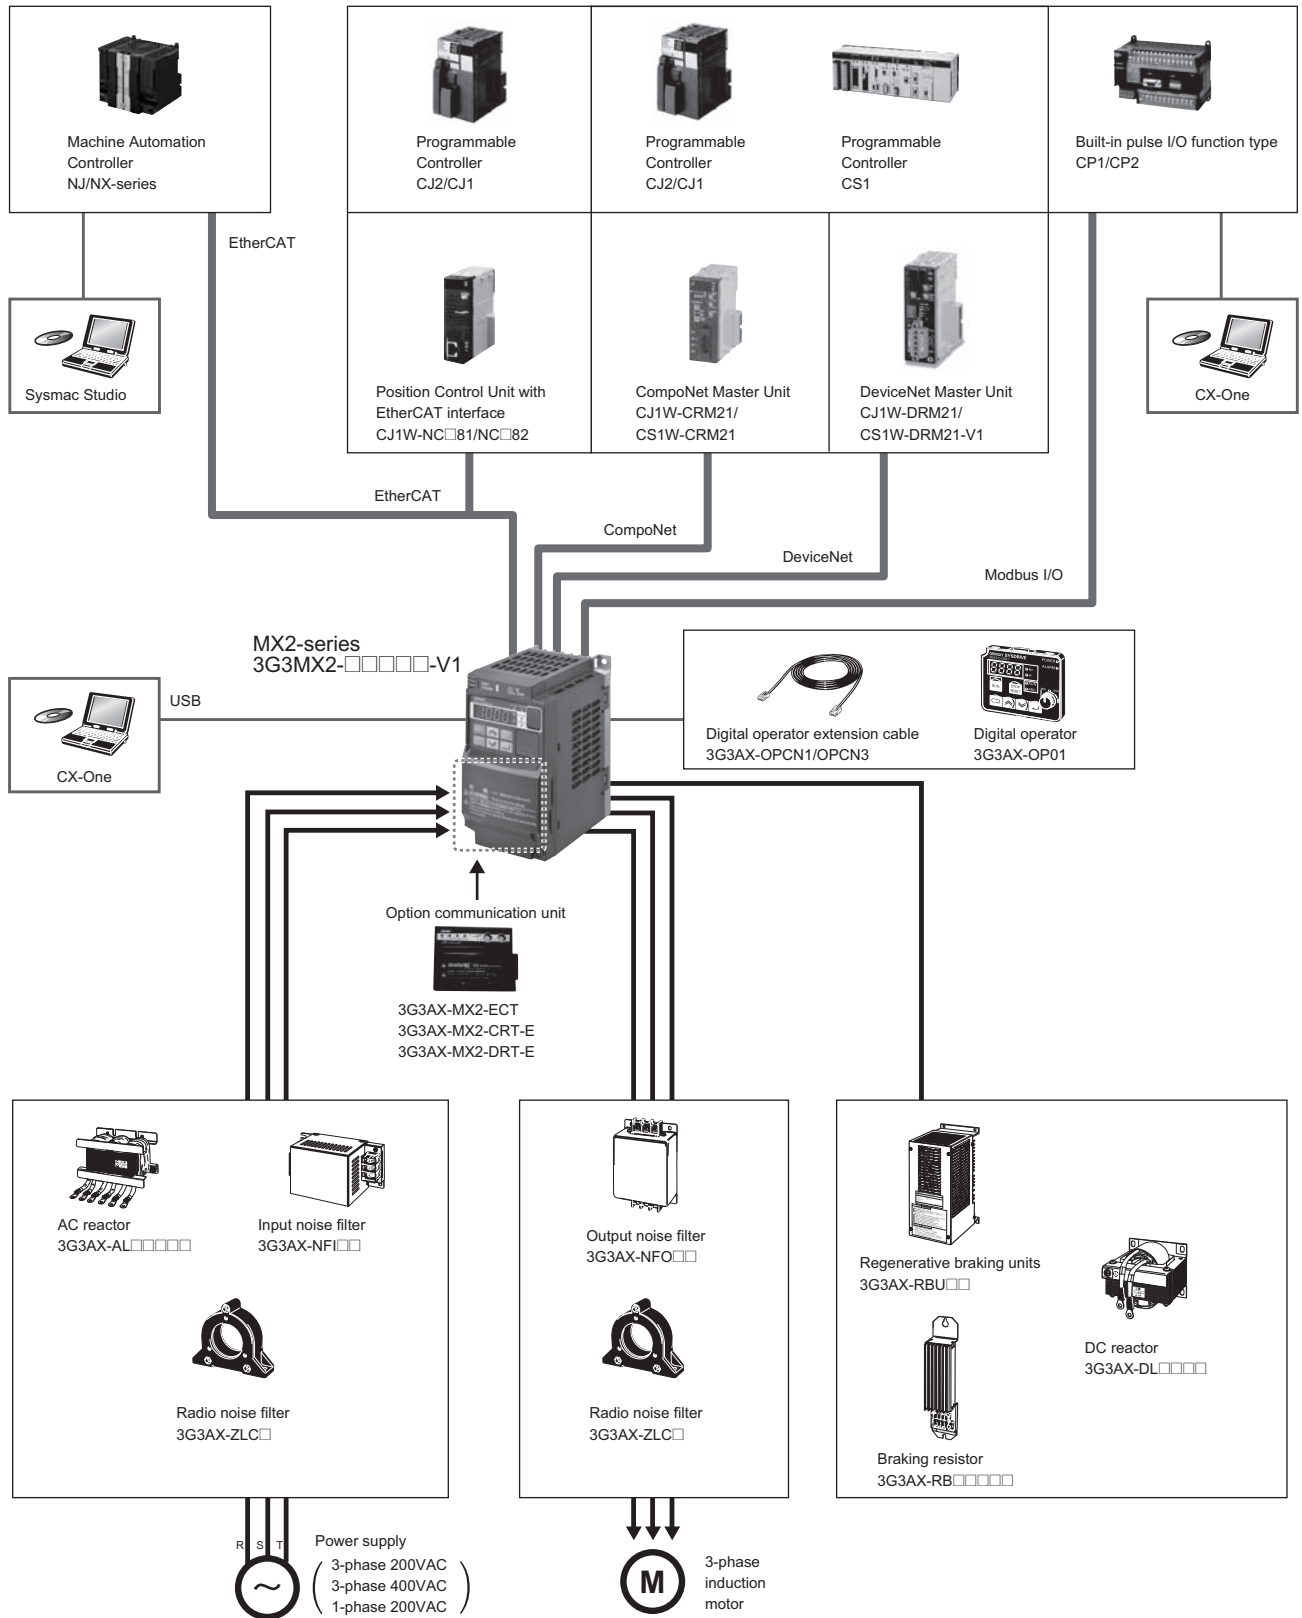 Machine Automation
Controller
NJ/NX-series
Programmable
Controller
CJ2/CJ1
Programmable
Controller
CJ2/CJ1
Programmable
Controller
CS1
Built-in pulse I/O function type
CP1/CP2
EtherCAT
Sysmac Studio
Position Control Unit with
EtherCAT interface
CJ1W-NC□81/NC□82
CompoNet Master Unit
CJ1W-CRM21/
CS1W-CRM21
DeviceNet Master Unit
CJ1W-DRM21/
CS1W-DRM21-V1
CX-One
EtherCAT
CompoNet
DeviceNet
Modbus I/O
MX2-series
3G3MX2-□□□□□-V1
USB
CX-One
Digital operator extension cable
3G3AX-OPCN1/OPCN3
Digital operator
3G3AX-OP01
Option communication unit
3G3AX-MX2-ECT
3G3AX-MX2-CRT-E
3G3AX-MX2-DRT-E
AC reactor
3G3AX-AL□□□□□
Input noise filter
3G3AX-NFI□□
Radio noise filter
3G3AX-ZLC□
Output noise filter
3G3AX-NFO□□
Radio noise filter
3G3AX-ZLC□
Regenerative braking units
3G3AX-RBU□□
DC reactor
3G3AX-DL□□□□
Braking resistor
3G3AX-RB□□□□□
R S T
Power supply
3-phase 200VAC
3-phase 400VAC
1-phase 200VAC
M
3-phase
induction
motor